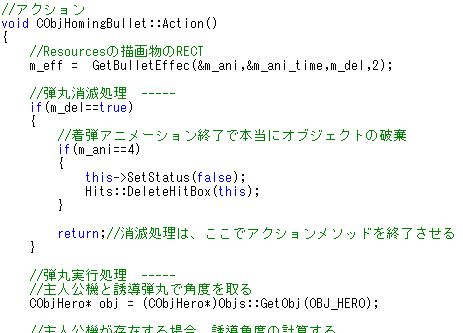 //アクション
void CObjHomingBullet::Action()
{
    //Resourcesの描画物のRECT
    m_eff =  GetBulletEffec(&m_ani,&m_ani_time,m_del,2);

    //弾丸消滅処理  -----
    if(m_del==true)
    {
        //着弾アニメーション終了で本当にオブジェクトの破棄
        if(m_ani==4)
        {
            this->SetStatus(false);
            Hits::DeleteHitBox(this);
        }

        return;//消滅処理は、ここでアクションメソッドを終了させる
    }

    //弾丸実行処理  -----
    //主人公機と誘導弾丸で角度を取る
    CObjHero* obj = (CObjHero*)Objs::GetObj(OBJ_HERO);

    //主人公機が存在する場合、誘導角度の計算する